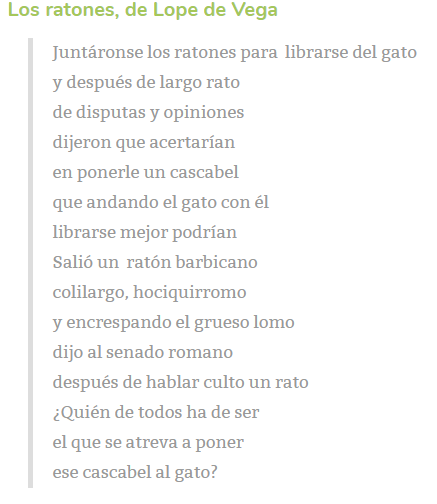 Los ratones, de Lope de Vega
Juntáronse los ratones para librarse del gato
y después de largo rato
de disputas y opiniones
dijeron que acertarían
en ponerle un cascabel
que andando el gato con él
librarse mejor podrían
Salió un ratón barbicano
colilargo, hociquirromo
y encrespando el grueso lomo
dijo al senado romano
después de hablar culto un rato
¿Quién de todos ha de ser
el que se atreva a poner
ese cascabel al gato?